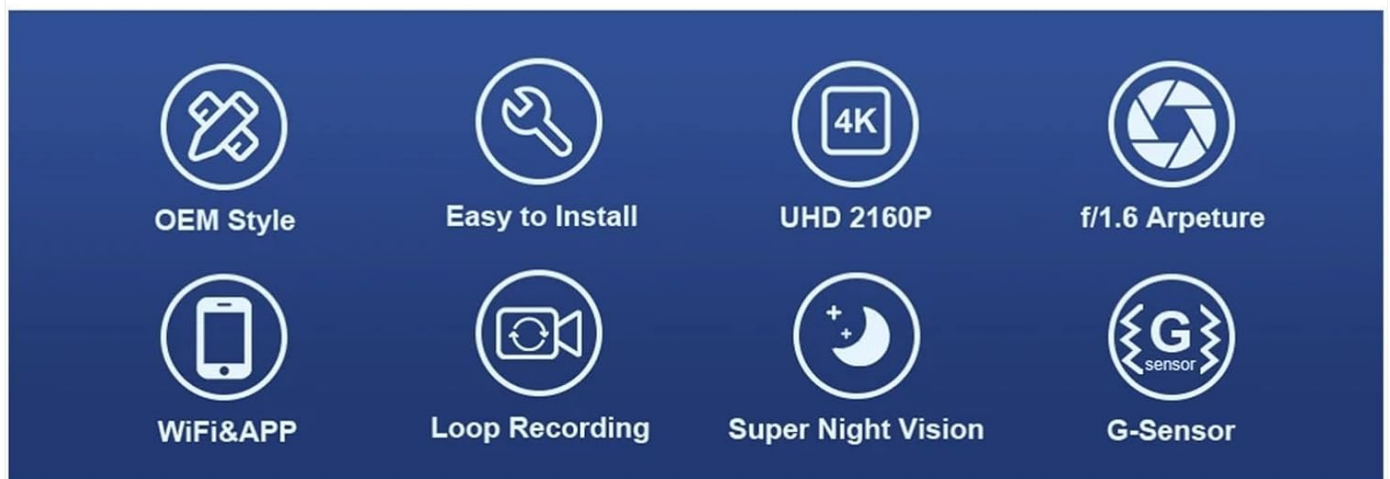 4K
OEM Style
Easy to Install
UHD 2160P
f/1.6 Arpeture
G
sensor
WiFi&APP
Loop Recording
Super Night Vision
G-Sensor